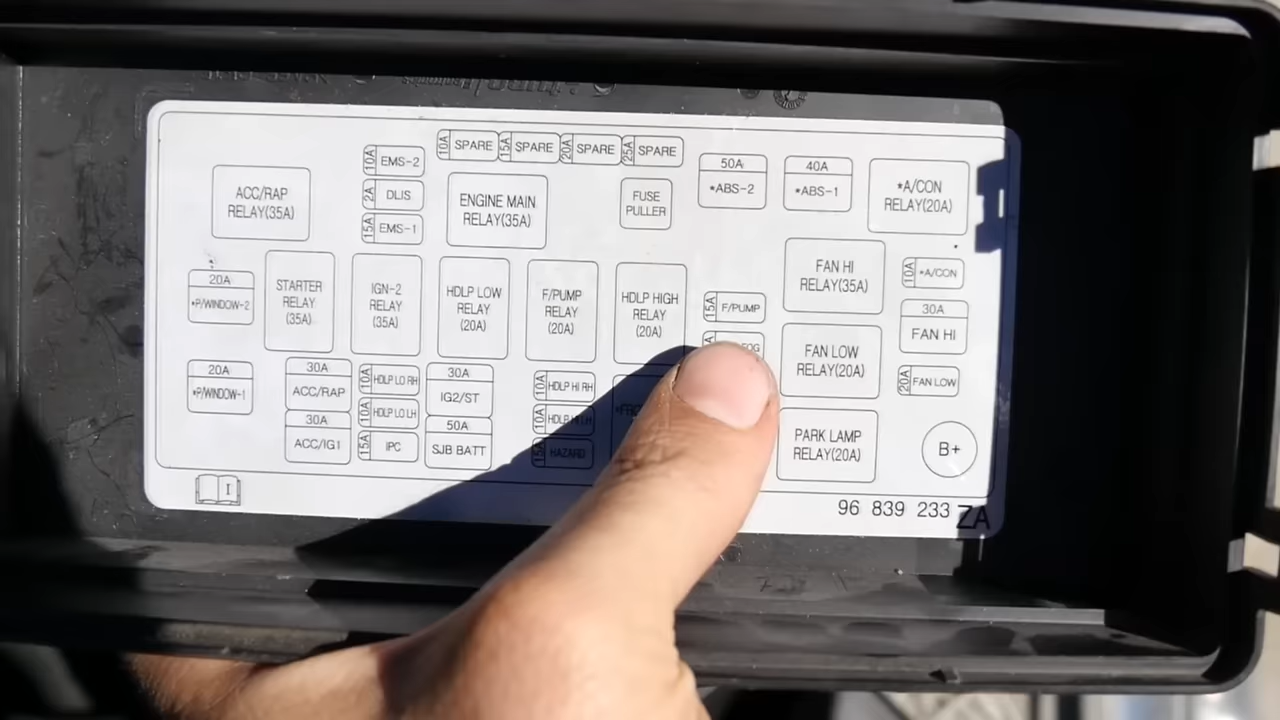 10A SPARE 15A SPARE 20A SPARE 25A SPARE
ACC/RAP
RELAY(35A)
10A EMS-2
2A DLIS
15A EMS-1
ENGINE MAIN
RELAY(35A)
FUSE
PULLER
50A
*ABS-2
40A
*ABS-1
*A/CON
RELAY(20A)
20A
*P/WINDOW-2
STARTER
RELAY
(35A)
IGN-2
RELAY
(35A)
HDLP LOW
RELAY
(20A)
F/PUMP
RELAY
(20A)
HDLP HIGH
RELAY
(20A)
15A F/PUMP
FOG
FAN HI
RELAY(35A)
10A *A/CON
30A
FAN HI
FAN LOW
RELAY(20A)
20A FAN LOW
20A
*P/WINDOW-1
30A
ACC/RAP
30A
ACC/IG1
10A HDLP LO RH
10A HDLP LO LH
15A IPC
30A
IG2/ST
50A
SJB BATT
10A HDLP HI RH
10A HDLP HI LH
15A HAZARD
PARK LAMP
RELAY(20A)
B+
I
96 839 233 ZA